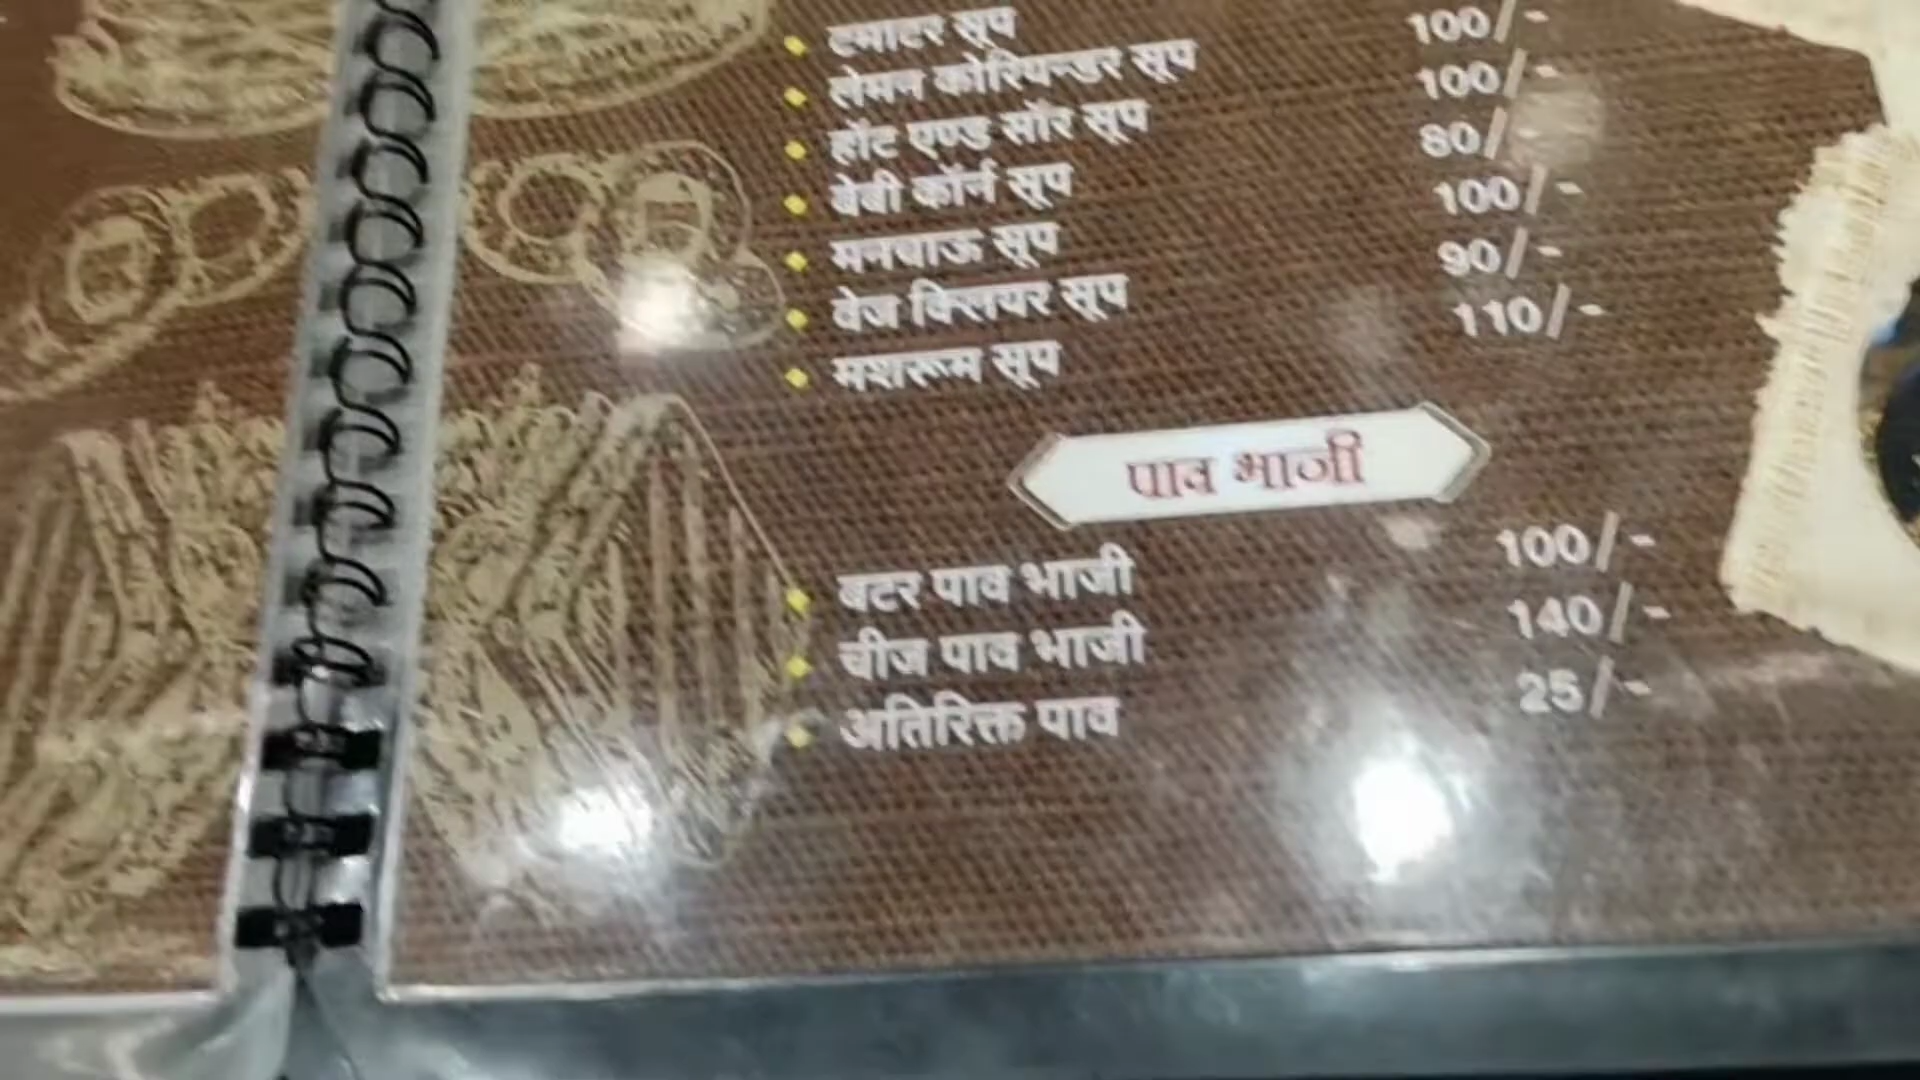 टमाटर सूप
लेमन कोरियन्डर सूप 100/-
हॉट एण्ड सॉर सूप 100/-
बेबी कॉर्न सूप 80/-
मनचाऊ सूप 100/-
वेज क्लियर सूप 90/-
मशरूम सूप 110/-
पाव भाजी
बटर पाव भाजी 100/-
चीज पाव भाजी 140/-
अतिरिक्त पाव 25/-